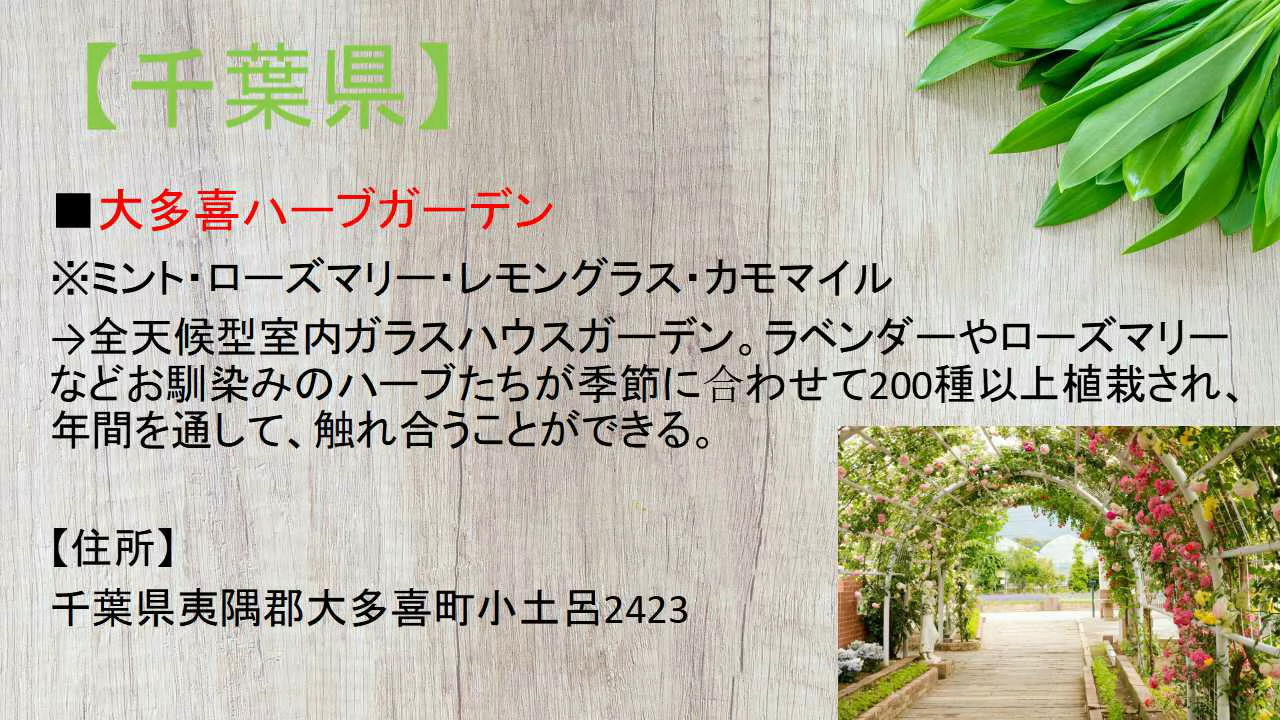 【千葉県】
■大多喜ハーブガーデン
※ミント・ローズマリー・レモングラス・カモマイル
→全天候型室内ガラスハウスガーデン。ラベンダーやローズマリー
などお馴染みのハーブたちが季節に合わせて200種以上植栽され、
年間を通して、触れ合うことができる。
【住所】
千葉県夷隅郡大多喜町小土呂2423